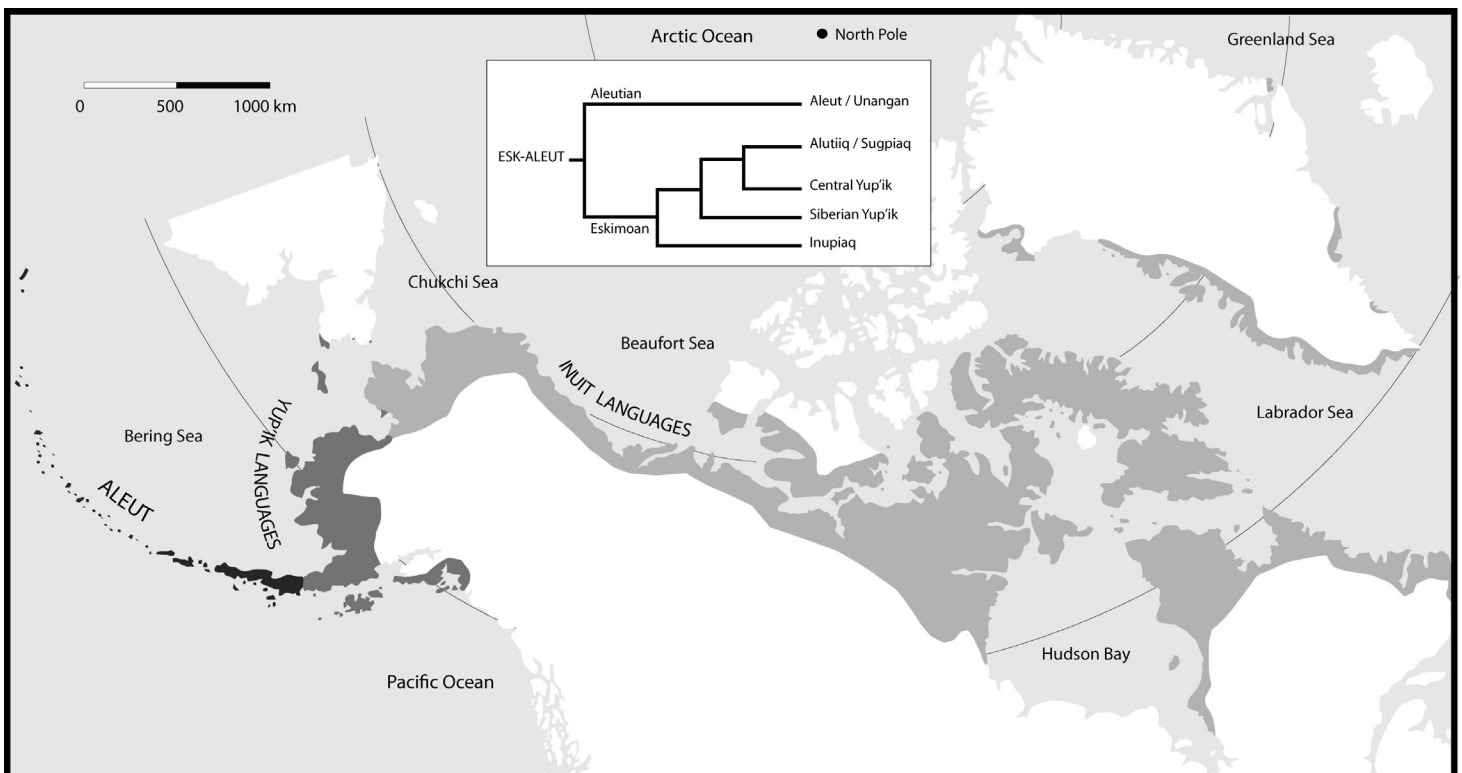 Arctic Ocean
North Pole
Greenland Sea
0 500 1000 km
Aleutian
Aleut / Unangan
Alutiiq / Sugpiaq
ESK-ALEUT
Central Yup'ik
Siberian Yup'ik
Eskimoan
Inupiaq
Chukchi Sea
Beaufort Sea
INUIT LANGUAGES
YUP'IK LANGUAGES
Labrador Sea
Bering Sea
ALEUT
Hudson Bay
Pacific Ocean